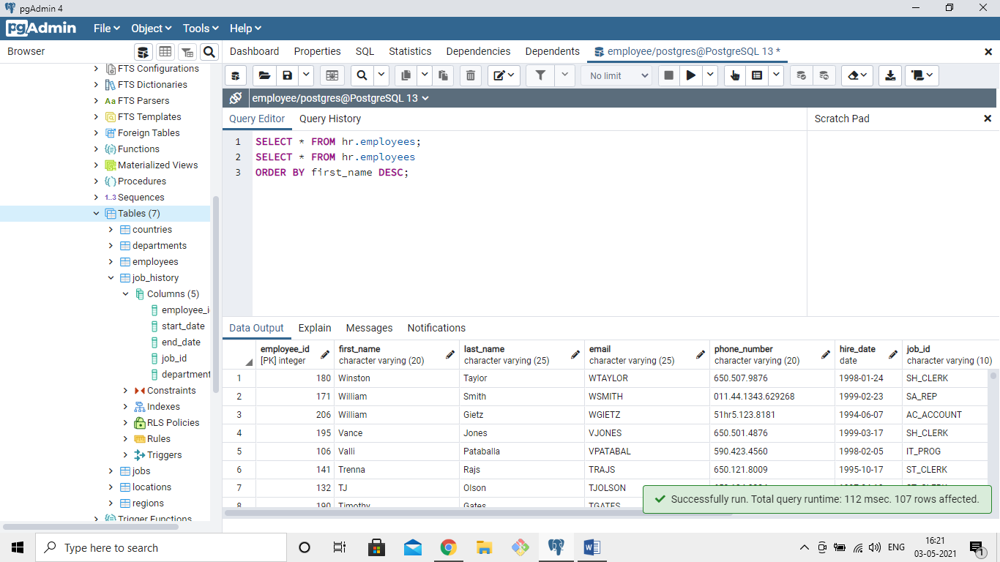 pgAdmin 4
pgAdmin File Object Tools Help
Browser
Dashboard Properties SQL Statistics Dependencies Dependents employee/postgres@PostgreSQL 13 *
No limit
employee/postgres@PostgreSQL 13
Query Editor Query History
Scratch Pad
FTS Configurations
FTS Dictionaries
Aa FTS Parsers
FTS Templates
Foreign Tables
Functions
Materialized Views
Procedures
1..3 Sequences
Tables (7)
countries
departments
employees
job_history
Columns (5)
employee_i
start_date
end_date
job_id
department
Constraints
Indexes
RLS Policies
Rules
Triggers
jobs
locations
regions
Trigger Functions
1 SELECT * FROM hr.employees;
2 SELECT * FROM hr.employees
3 ORDER BY first_name DESC;
Data Output Explain Messages Notifications
employee_id first_name last_name email phone_number hire_date job_id
[PK] integer character varying (20) character varying (25) character varying (25) character varying (20) date character varying (10)
1 180 Winston Taylor WTAYLOR 650.507.9876 1998-01-24 SH_CLERK
2 171 William Smith WSMITH 011.44.1343.629268 1999-02-23 SA_REP
3 206 William Gietz WGIETZ 51hr5.123.8181 1994-06-07 AC_ACCOUNT
4 195 Vance Jones VJONES 650.501.4876 1999-03-17 SH_CLERK
5 106 Valli Pataballa VPATABAL 590.423.4560 1998-02-05 IT_PROG
6 141 Trenna Rajs TRAJS 650.121.8009 1995-10-17 ST_CLERK
7 132 TJ Olson TJOLSON
8 190 Timothy Gates TGATES
Successfully run. Total query runtime: 112 msec. 107 rows affected.
Type here to search
ENG
16:21
03-05-2021
1